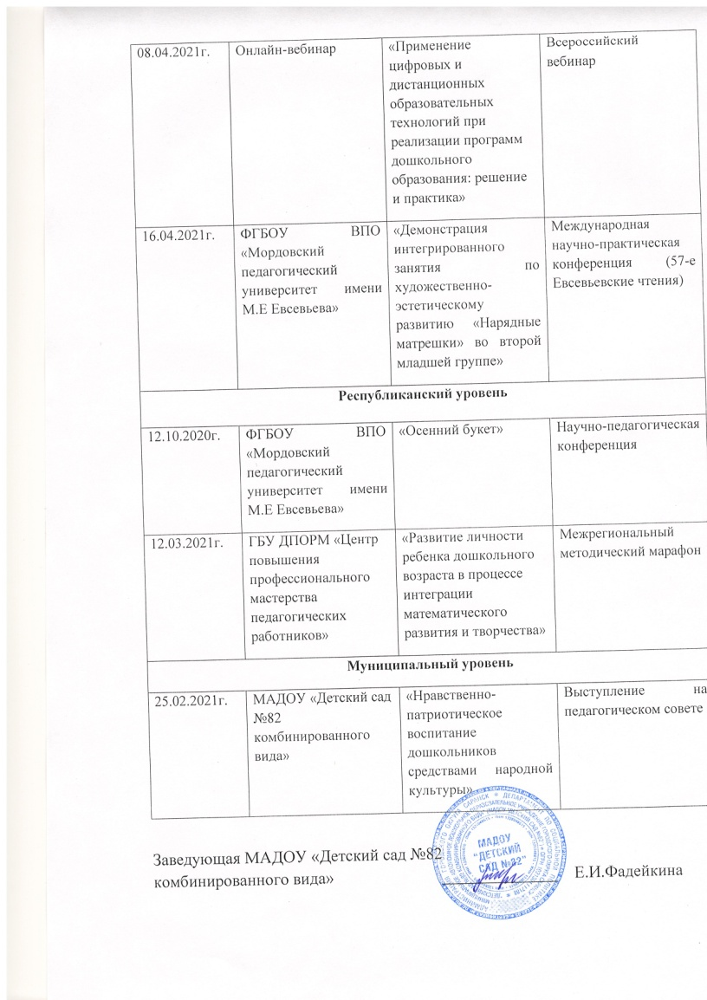 08.04.2021г.
Онлайн-вебинар
«Применение
цифровых и
дистанционных
образовательных
технологий при
реализации программ
дошкольного
образования: решение
и практика»
Всероссийский
вебинар
16.04.2021г.
ФГБОУ ВПО
«Мордовский
педагогический
университет имени
М.Е Евсевьева»
«Демонстрация
интегрированного
занятия по
художественно-
эстетическому
развитию «Нарядные
матрешки» во второй
младшей группе»
Международная
научно-практическая
конференция (57-е
Евсевьевские чтения)
Республиканский уровень
12.10.2020г.
ФГБОУ ВПО
«Мордовский
педагогический
университет имени
М.Е Евсевьева»
«Осенний букет»
Научно-педагогическая
конференция
12.03.2021г.
ГБУ ДПОРМ «Центр
повышения
профессионального
мастерства
педагогических
работников»
«Развитие личности
ребенка дошкольного
возраста в процессе
интеграции
математического
развития и творчества»
Межрегиональный
методический марафон
Муниципальный уровень
25.02.2021г.
МАДОУ «Детский сад
№82
комбинированного
вида»
«Нравственно-
патриотическое
воспитание
дошкольников
средствами народной
культуры»
Выступление на
педагогическом совете
Заведующая МАДОУ «Детский сад №82
комбинированного вида»
Е.И.Фадейкина
МАДОУ
"ДЕТСКИЙ
САД №82"